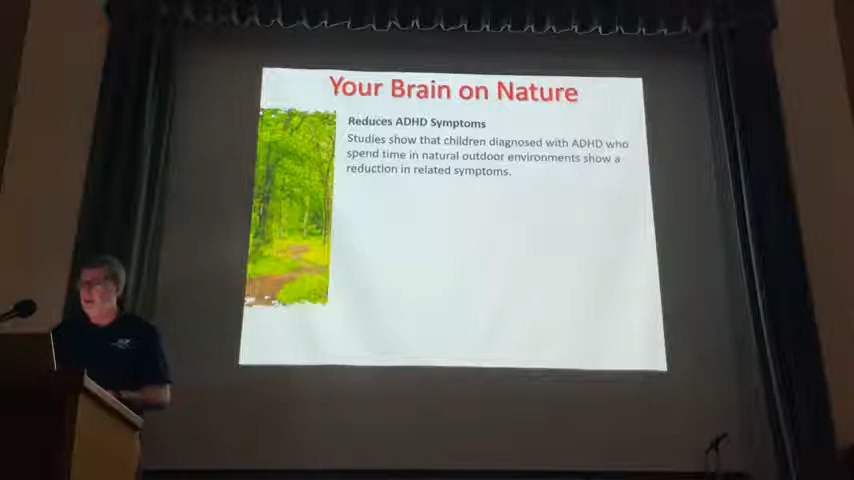 Your Brain on Nature
Reduces ADHD Symptoms
Studies show that children diagnosed with ADHD who
spend time in natural outdoor environments show a
reduction in related symptoms.